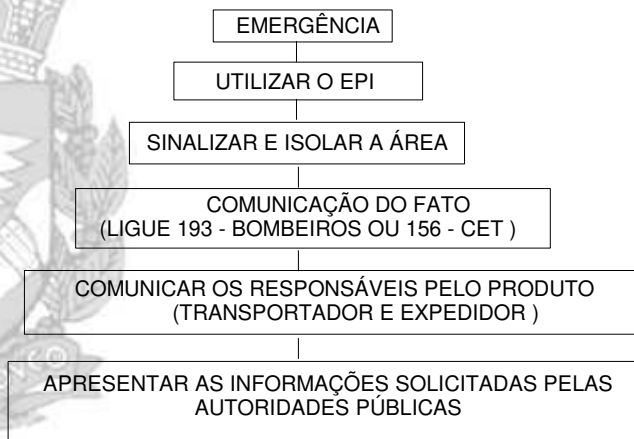 EMERGÊNCIA
UTILIZAR O EPI
SINALIZAR E ISOLAR A ÁREA
COMUNICAÇÃO DO FATO
(LIGUE 193 - BOMBEIROS OU 156 - CET )
COMUNICAR OS RESPONSÁVEIS PELO PRODUTO
(TRANSPORTADOR E EXPEDIDOR )
APRESENTAR AS INFORMAÇÕES SOLICITADAS PELAS
AUTORIDADES PÚBLICAS